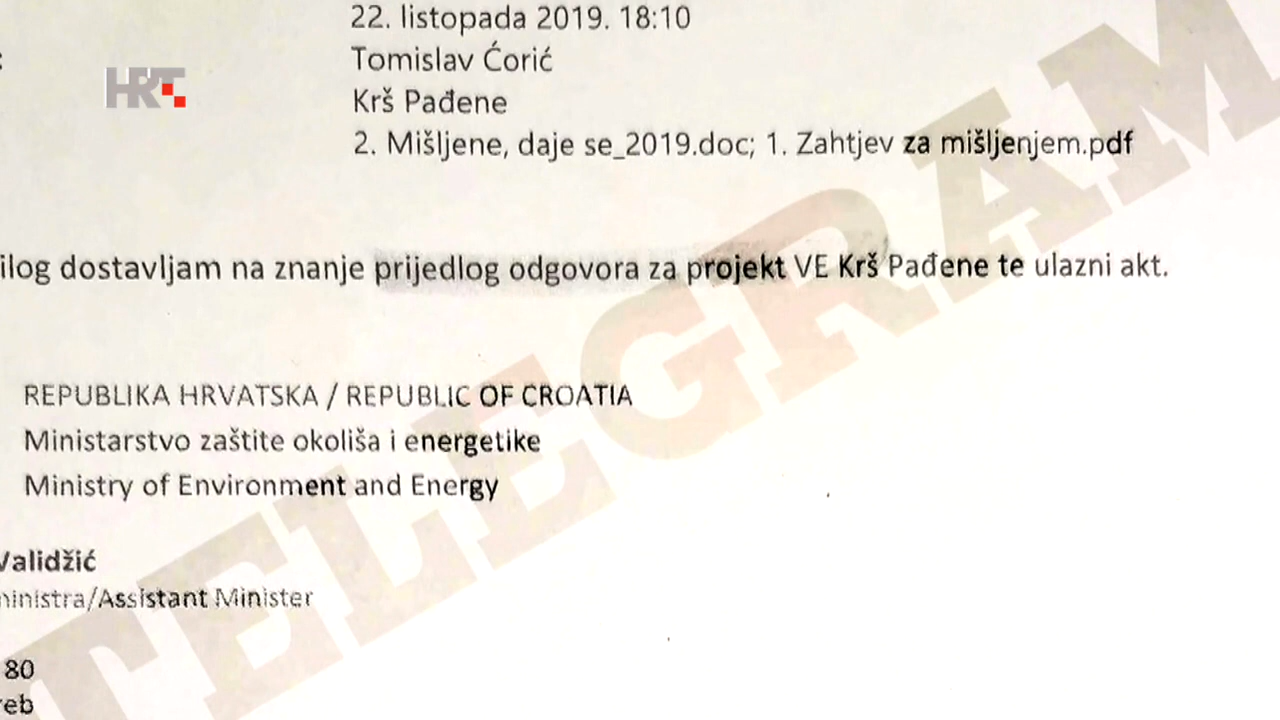 22. listopada 2019. 18:10
Tomislav Ćorić
HRT
Krš Pađene
2. Mišljene, daje se_2019.doc; 1. Zahtjev za mišljenjem.pdf
ilog dostavljam na znanje prijedlog odgovora za projekt VE Krš Pađene te ulazni akt.
REPUBLIKA HRVATSKA / REPUBLIC OF CROATIA
Ministarstvo zaštite okoliša i energetike
Ministry of Environment and Energy
Validžić
ministra/Assistant Minister
80
reb
TELEGRAM